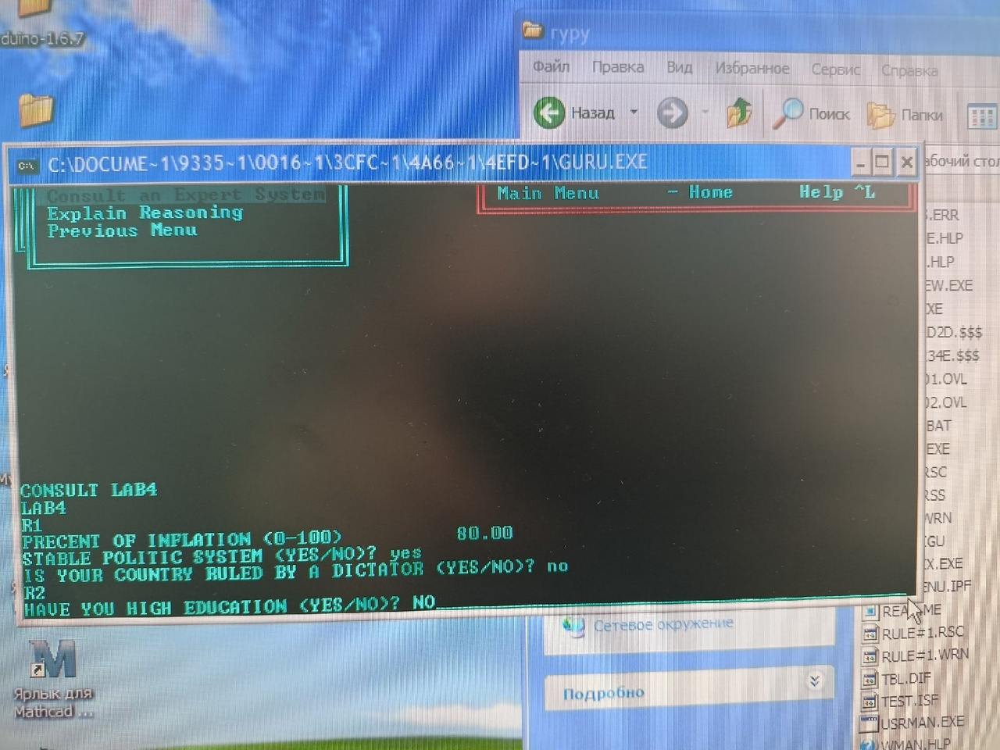 duino-1.6.7
гуру
Файл Правка Вид Избранное Сервис Справка
Назад Поиск Папки
C:\DOCUME~1\9335~1\0016~1\3CFC~1\4A66~1\4EFD~1\GURU.EXE
абочий стол
Consult an Expert System
Main Menu - Home Help ^L
Explain Reasoning
Previous Menu
.ERR
E.HLP
.HLP
EW.EXE
XE
D2D.$$$
34E.$$$
01.OVL
02.OVL
BAT
EXE
RSC
RSS
WRN
IGU
X.EXE
ENU.IPF
CONSULT LAB4
LAB4
R1
PRECENT OF INFLATION (0-100) 80.00
STABLE POLITIC SYSTEM (YES/NO)? yes
IS YOUR COUNTRY RULED BY A DICTATOR (YES/NO)? no
R2
HAVE YOU HIGH EDUCATION (YES/NO)? NO
README
Сетевое окружение
RULE#1.RSC
RULE#1.WRN
Подробно
TBL.DIF
TEST.ISF
USRMAN.EXE
WMAN.HLP
Ярлык для
Mathcad ...